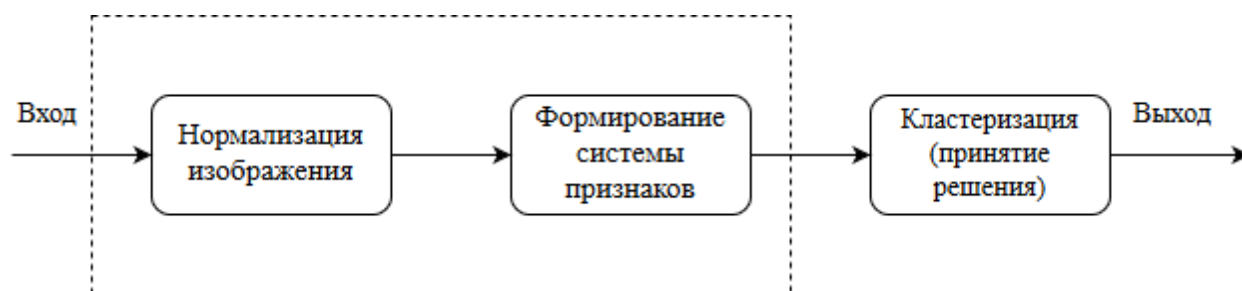 Вход
Нормализация
изображения
Формирование
системы
признаков
Кластеризация
(принятие
решения)
Выход